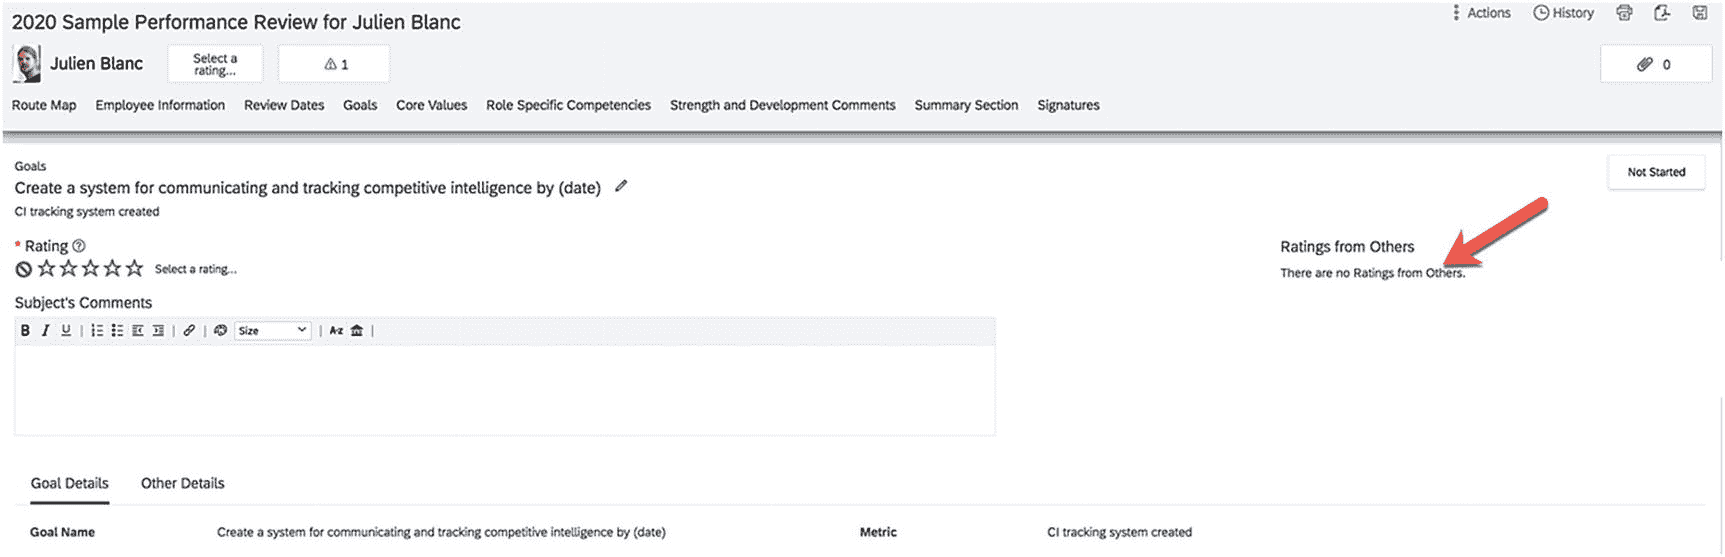 2020 Sample Performance Review for Julien Blanc
Actions History
Julien Blanc
Select a
rating...
1
0
Route Map Employee Information Review Dates Goals Core Values Role Specific Competencies Strength and Development Comments Summary Section Signatures
Goals
Create a system for communicating and tracking competitive intelligence by (date)
Not Started
CI tracking system created
* Rating
Select a rating...
Ratings from Others
There are no Ratings from Others.
Subject's Comments
B I U Size A-z
Goal Details Other Details
Goal Name Create a system for communicating and tracking competitive intelligence by (date) Metric CI tracking system created